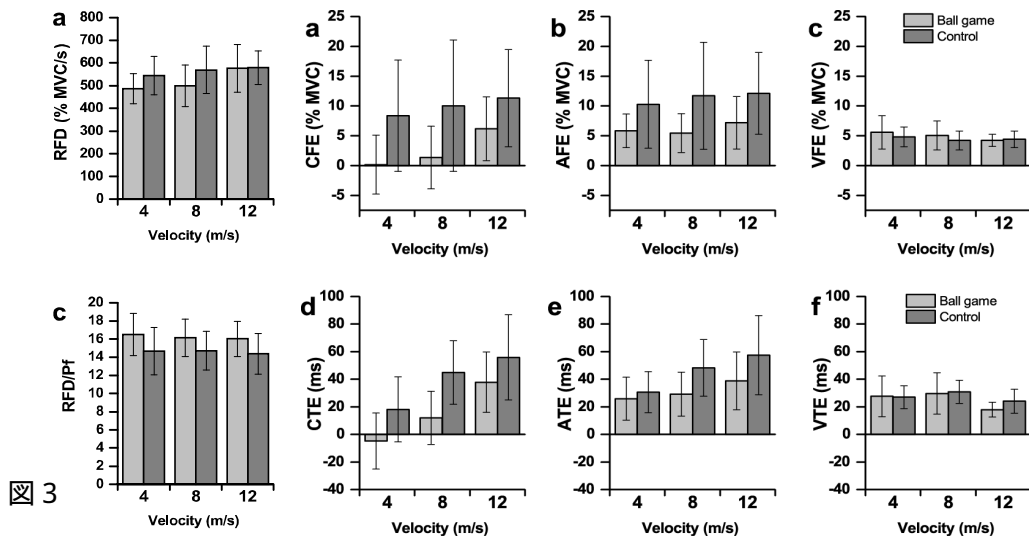 a
RFD (% MVC/s)
800
700
600
500
400
300
200
100
0
4 8 12
Velocity (m/s)
a
CFE (% MVC)
25
20
15
10
5
0
-5
4 8 12
Velocity (m/s)
b
AFE (% MVC)
25
20
15
10
5
0
-5
4 8 12
Velocity (m/s)
c
Ball game
Control
VFE (% MVC)
25
20
15
10
5
0
-5
4 8 12
Velocity (m/s)
c
RFD/Pf
20
18
16
14
12
10
8
6
4
2
0
4 8 12
Velocity (m/s)
d
CTE (ms)
100
80
60
40
20
0
-20
-40
4 8 12
Velocity (m/s)
e
ATE (ms)
100
80
60
40
20
0
-20
-40
4 8 12
Velocity (m/s)
f
Ball game
Control
VTE (ms)
100
80
60
40
20
0
-20
-40
4 8 12
Velocity (m/s)
図 3